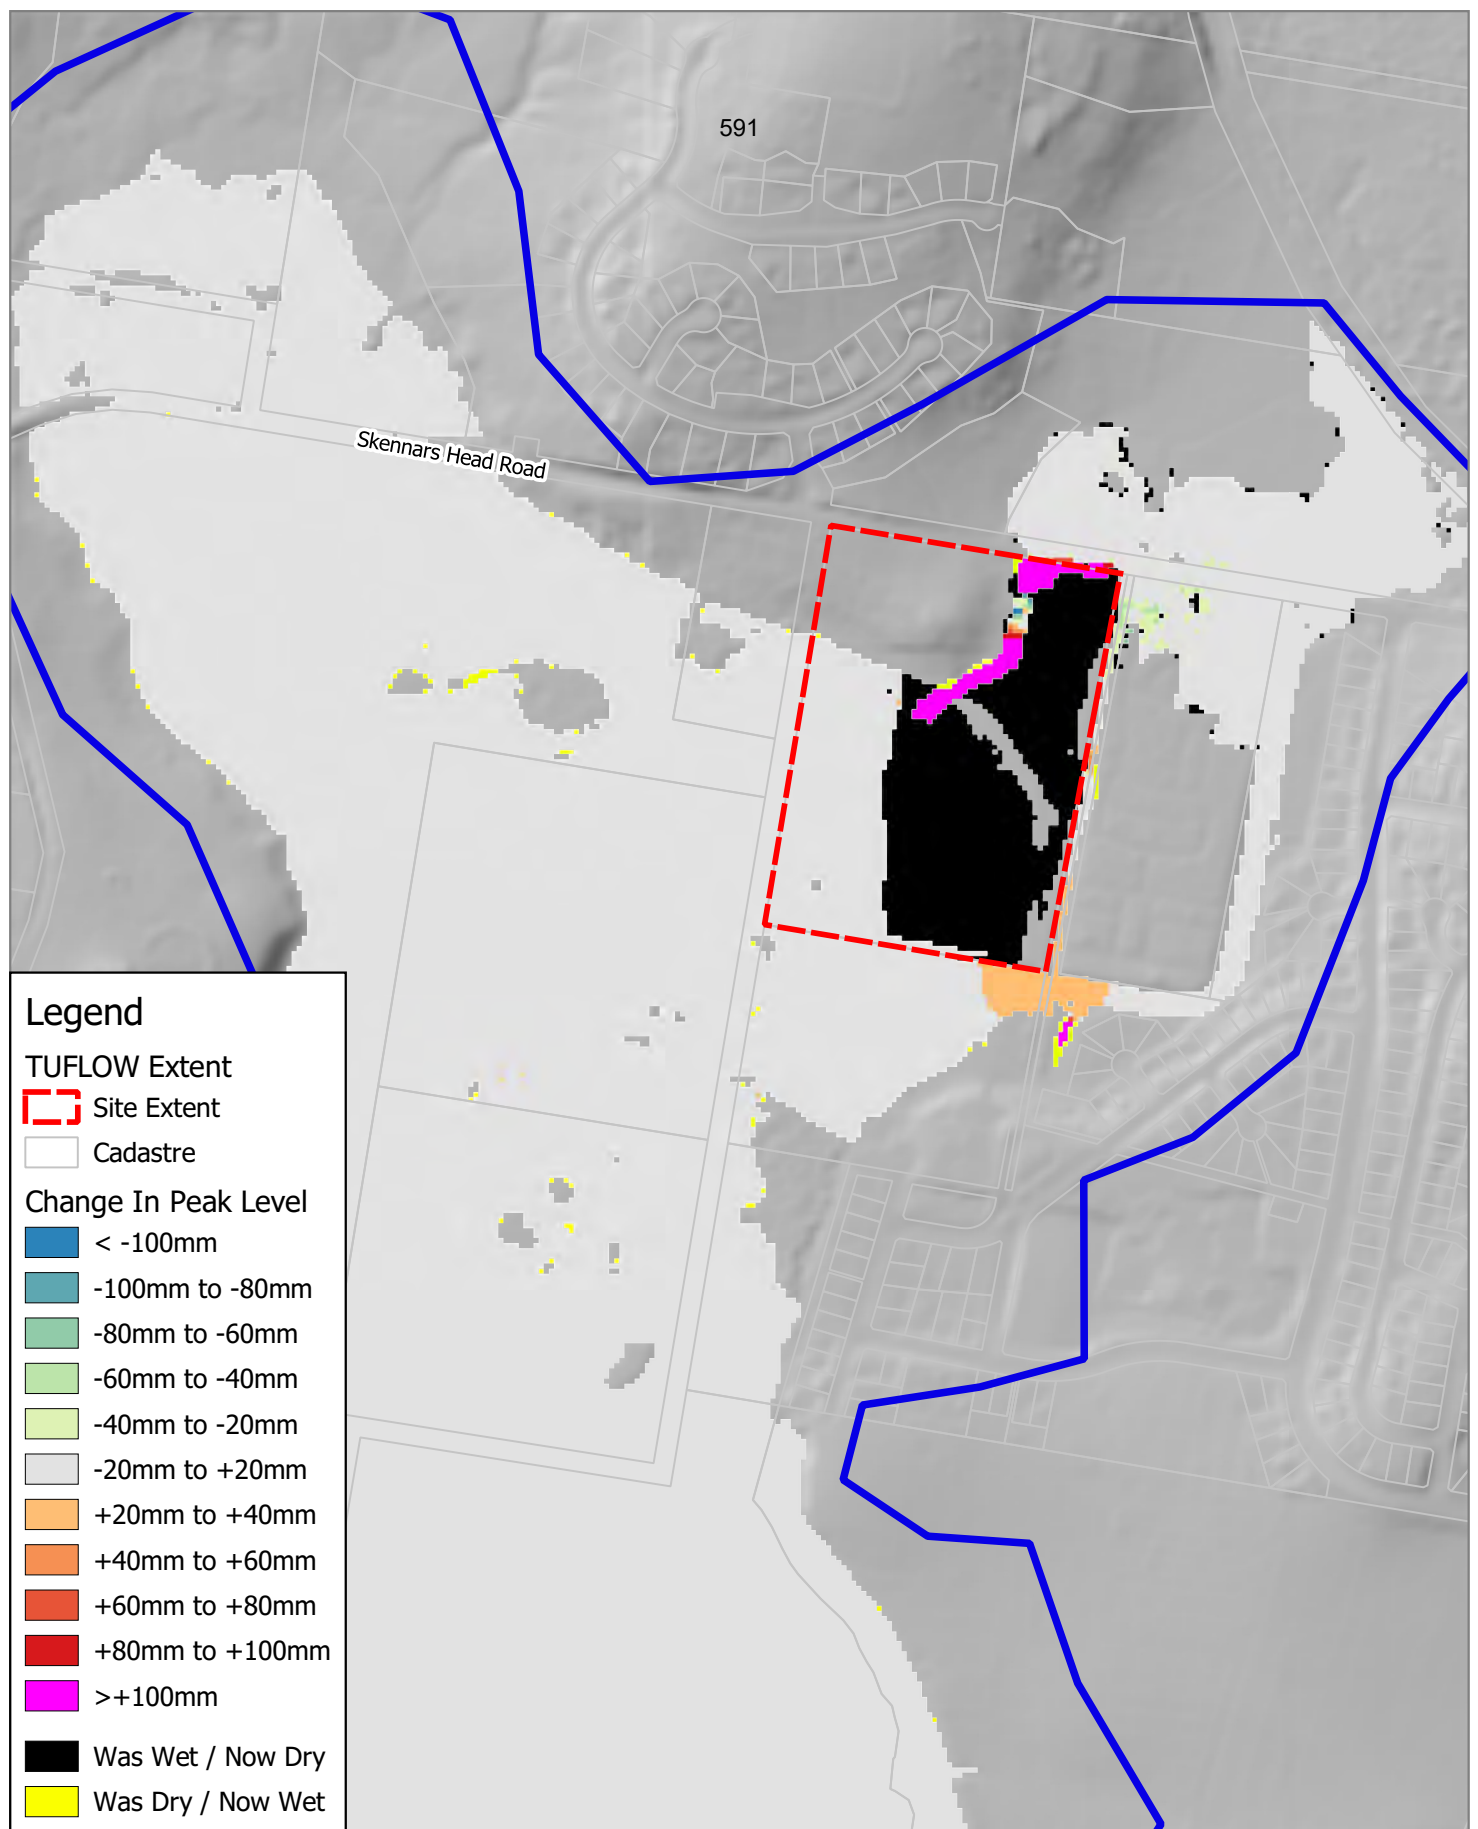 591
Skennars Head Road
Legend
TUFLOW Extent
Site Extent
Cadastre
Change In Peak Level
< -100mm
-100mm to -80mm
-80mm to -60mm
-60mm to -40mm
-40mm to -20mm
-20mm to +20mm
+20mm to +40mm
+40mm to +60mm
+60mm to +80mm
+80mm to +100mm
>+100mm
Was Wet / Now Dry
Was Dry / Now Wet